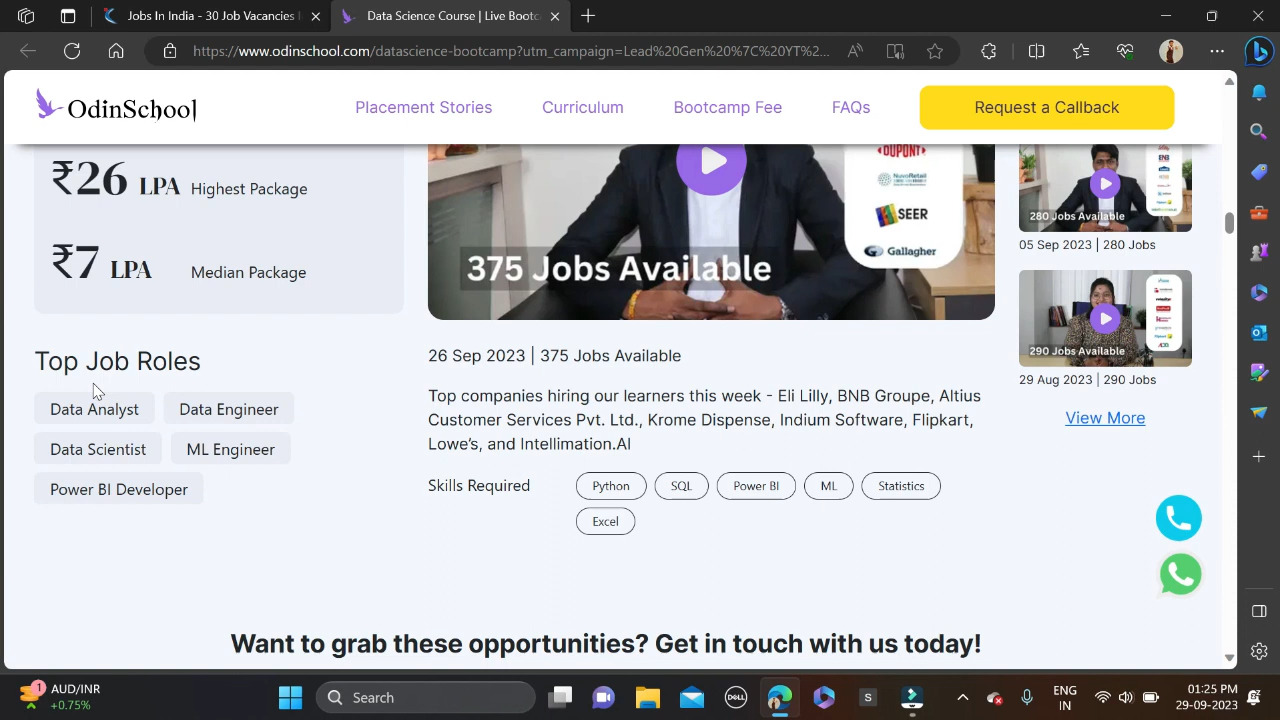 Jobs In India - 30 Job Vacancies I
Data Science Course | Live Bootc
https://www.odinschool.com/datascience-bootcamp?utm_campaign=Lead%20Gen%20%7C%20YT%2...
OdinSchool
Placement Stories
Curriculum
Bootcamp Fee
FAQs
Request a Callback
₹26 LPA Highest Package
₹7 LPA Median Package
Top Job Roles
Data Analyst
Data Engineer
Data Scientist
ML Engineer
Power BI Developer
DUPONT
NuvoRetail
SEER
Gallagher
375 Jobs Available
26 Sep 2023 | 375 Jobs Available
Top companies hiring our learners this week - Eli Lilly, BNB Groupe, Altius
Customer Services Pvt. Ltd., Krome Dispense, Indium Software, Flipkart,
Lowe's, and Intellimation.AI
Skills Required
Python
SQL
Power BI
ML
Statistics
Excel
280 Jobs Available
05 Sep 2023 | 280 Jobs
290 Jobs Available
29 Aug 2023 | 290 Jobs
View More
Want to grab these opportunities? Get in touch with us today!
1
AUD/INR
+0.75%
Search
DELL
S
ENG
IN
01:25 PM
29-09-2023